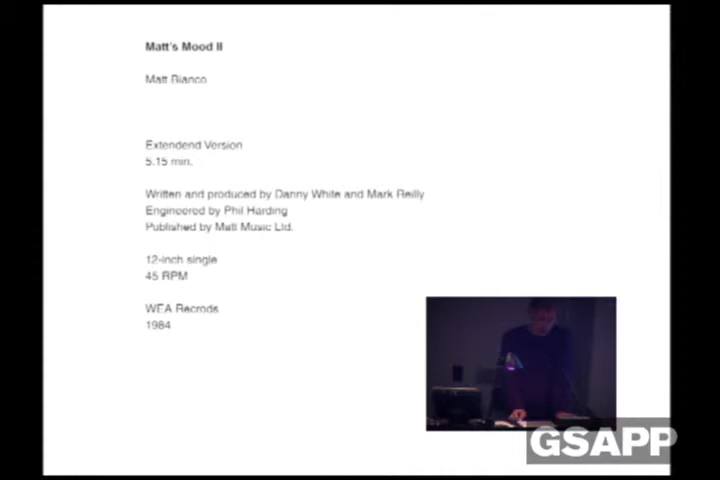 Matt's Mood II
Matt Bianco
Extendend Version
5.15 min.
Written and produced by Danny White and Mark Reilly
Engineered by Phil Harding
Published by Matt Music Ltd.
12-inch single
45 RPM
WEA Recrods
1984
GSAPP